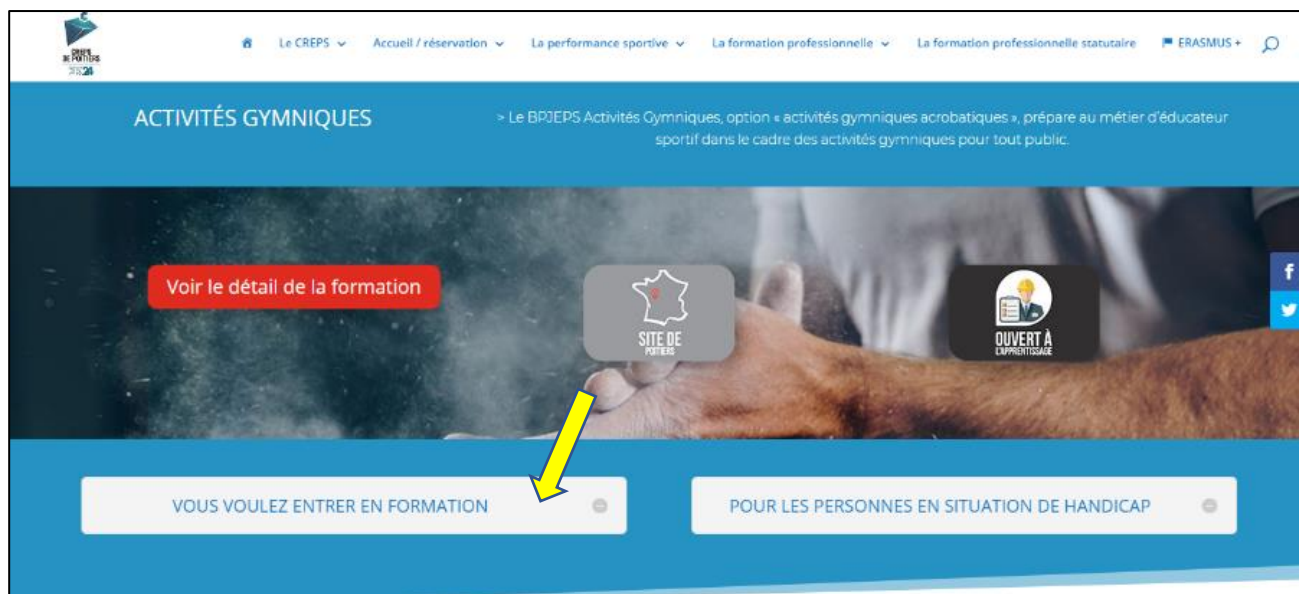 CREPS
DE POITIERS
Le CREPS
Accueil / réservation
La performance sportive
La formation professionnelle
La formation professionnelle statutaire
ERASMUS +
ACTIVITÉS GYMNIQUES
> Le BPJEPS Activités Gymniques, option « activités gymniques acrobatiques », prépare au métier d'éducateur
sportif dans le cadre des activités gymniques pour tout public.
Voir le détail de la formation
SITE DE
POITIERS
OUVERT À
L'APPRENTISSAGE
f
VOUS VOULEZ ENTRER EN FORMATION
POUR LES PERSONNES EN SITUATION DE HANDICAP